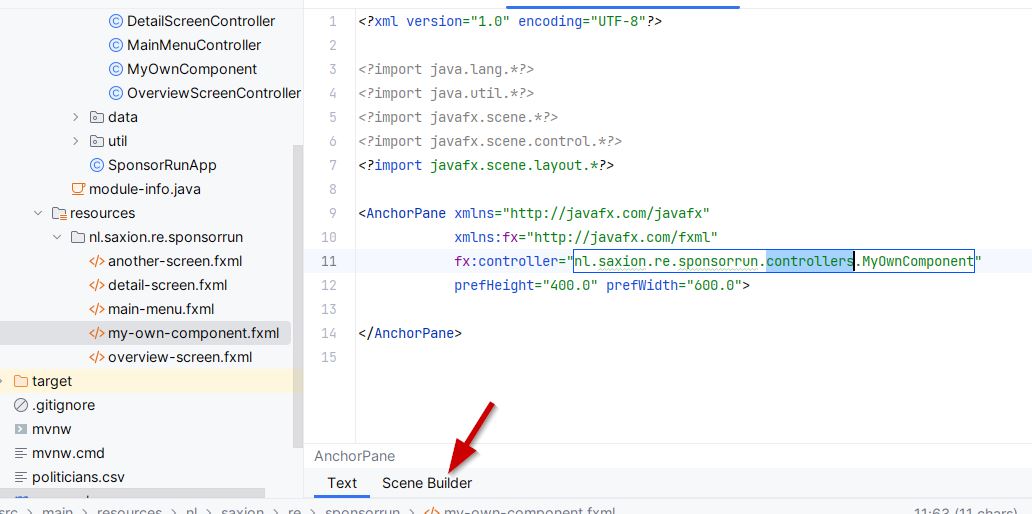 DetailScreenController
MainMenuController
MyOwnComponent
OverviewScreenController
data
util
SponsorRunApp
module-info.java
resources
nl.saxion.re.sponsorrun
another-screen.fxml
detail-screen.fxml
main-menu.fxml
my-own-component.fxml
overview-screen.fxml
target
.gitignore
mvnw
mvnw.cmd
politicians.csv
1 <?xml version="1.0" encoding="UTF-8"?>
2
3 <?import java.lang.*?>
4 <?import java.util.*?>
5 <?import javafx.scene.*?>
6 <?import javafx.scene.control.*?>
7 <?import javafx.scene.layout.*?>
8
9 <AnchorPane xmlns="http://javafx.com/javafx"
10 xmlns:fx="http://javafx.com/fxml"
11 fx:controller="nl.saxion.re.sponsorrun.controllers.MyOwnComponent"
12 prefHeight="400.0" prefWidth="600.0">
13
14 </AnchorPane>
15
AnchorPane
Text Scene Builder
src > main > resources > nl > saxion > re > sponsorrun > my-own-component.fxml 11:63 (11 chars)